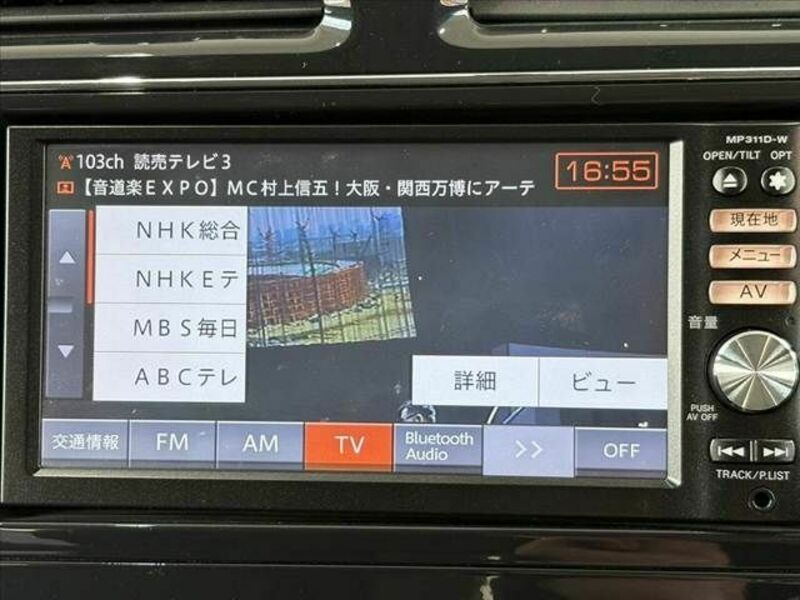 MP311D-W
OPEN/TILT OPT
103ch 読売テレビ3
16:55
【音道楽EXPO】MC村上信五！大阪・関西万博にアーテ
現在地
メニュー
AV
音量
NHK総合
NHKEテ
MBS毎日
ABCテレ
詳細
ビュー
PUSH
AV OFF
交通情報
FM
AM
TV
Bluetooth
Audio
>>
OFF
TRACK/P.LIST